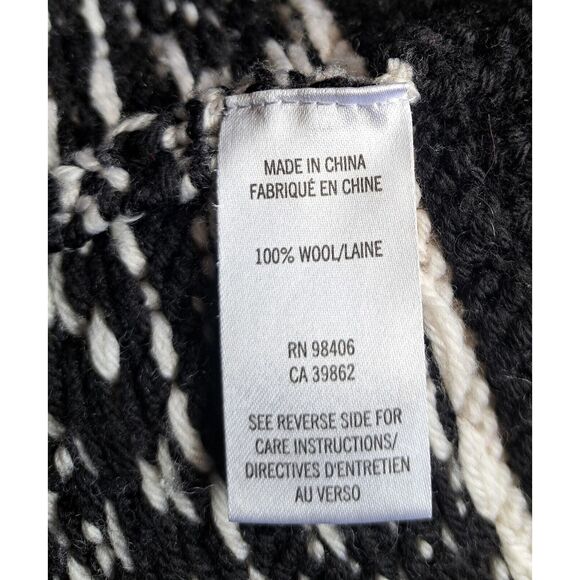 MADE IN CHINA
FABRIQUÉ EN CHINE
100% WOOL/LAINE
RN 98406
CA 39862
SEE REVERSE SIDE FOR
CARE INSTRUCTIONS/
DIRECTIVES D'ENTRETIEN
AU VERSO